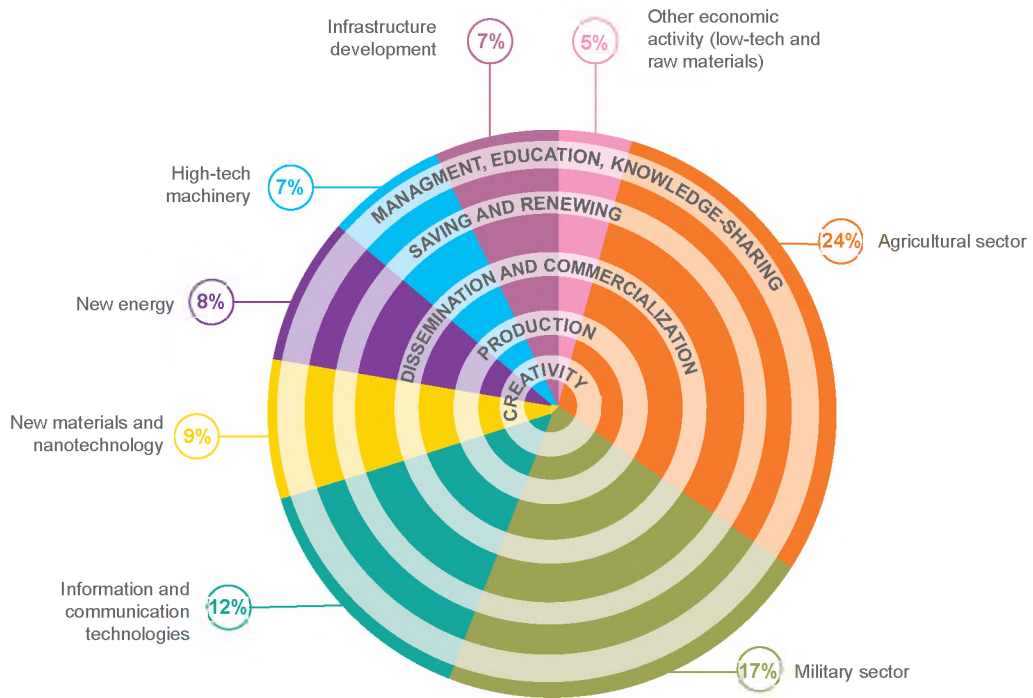 Infrastructure
development
7%
5%
Other economic
activity (low-tech and
raw materials)
High-tech
machinery
7%
MANAGMENT, EDUCATION, KNOWLEDGE-SHARING
SAVING AND RENEWING
DISSEMINATION AND COMMERCIALIZATION
PRODUCTION
CREATIVITY
24%
Agricultural sector
New energy
8%
New materials and
nanotechnology
9%
Information and
communication
technologies
12%
17%
Military sector